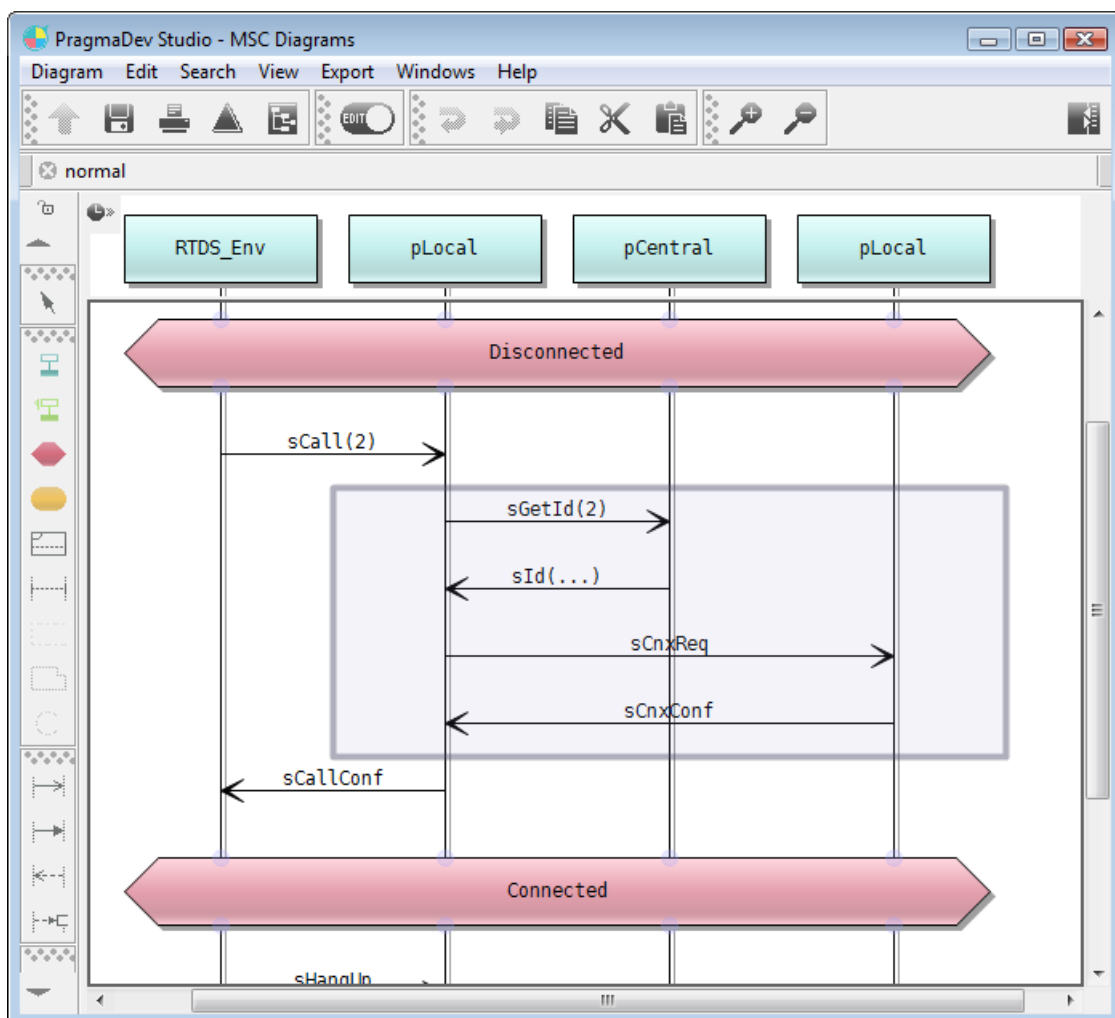 PragmaDev Studio - MSC Diagrams
Diagram Edit Search View Export Windows Help
EDIT
normal
RTDS_Env pLocal pCentral pLocal
Disconnected
sCall(2)
sGetId(2)
sId(...)
sCnxReq
sCnxConf
sCallConf
Connected
sHangUp